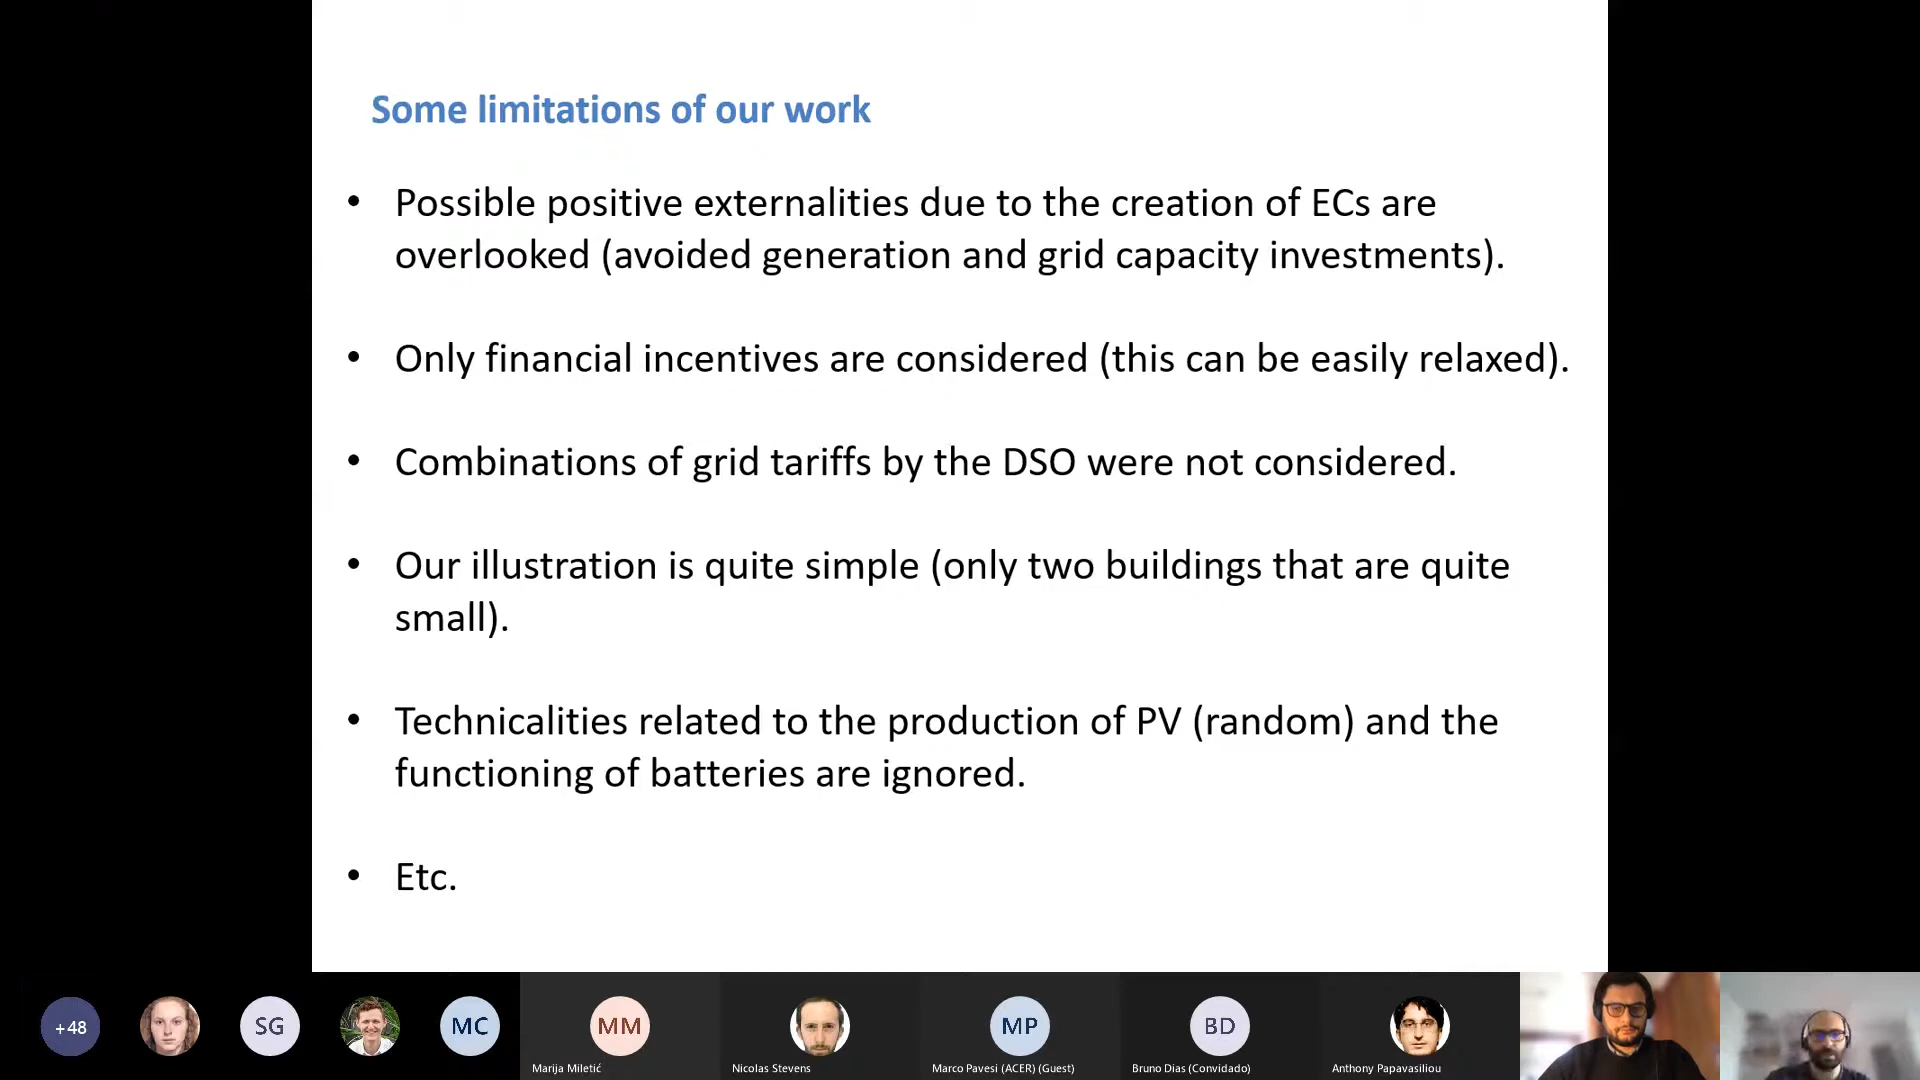 Some limitations of our work
• Possible positive externalities due to the creation of ECs are
overlooked (avoided generation and grid capacity investments).
• Only financial incentives are considered (this can be easily relaxed).
• Combinations of grid tariffs by the DSO were not considered.
• Our illustration is quite simple (only two buildings that are quite
small).
• Technicalities related to the production of PV (random) and the
functioning of batteries are ignored.
• Etc.
+48
SG
MC
MM
MP
BD
Marija Miletić
Nicolas Stevens
Marco Pavesi (ACER) (Guest)
Bruno Dias (Convidado)
Anthony Papavasiliou